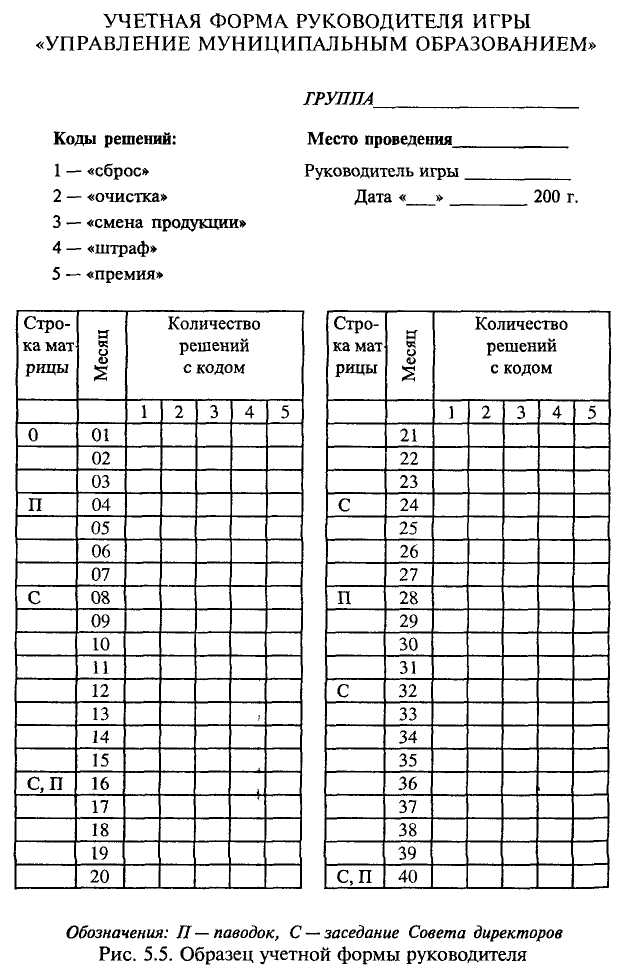 УЧЕТНАЯ ФОРМА РУКОВОДИТЕЛЯ ИГРЫ
«УПРАВЛЕНИЕ МУНИЦИПАЛЬНЫМ ОБРАЗОВАНИЕМ»
ГРУППА
Коды решений:
1 — «сброс»
2 — «очистка»
3 — «смена продукции»
4 — «штраф»
5 — «премия»
Место проведения
Руководитель игры
Дата «___» ________ 200 г.
Стро-
ка мат
рицы
Месяц
Количество
решений
с кодом
1 2 3 4 5
О 01
02
03
П 04
05
06
07
С 08
09
10
11
12
13
14
15
С, П 16
17
18
19
20
Стро-
ка мат-
рицы
Месяц
Количество
решений
с кодом
1 2 3 4 5
21
22
23
С 24
25
26
27
П 28
29
30
31
С 32
33
34
35
36
37
38
39
С, П 40
Обозначения: П — паводок, С — заседание Совета директоров
Рис. 5.5. Образец учетной формы руководителя